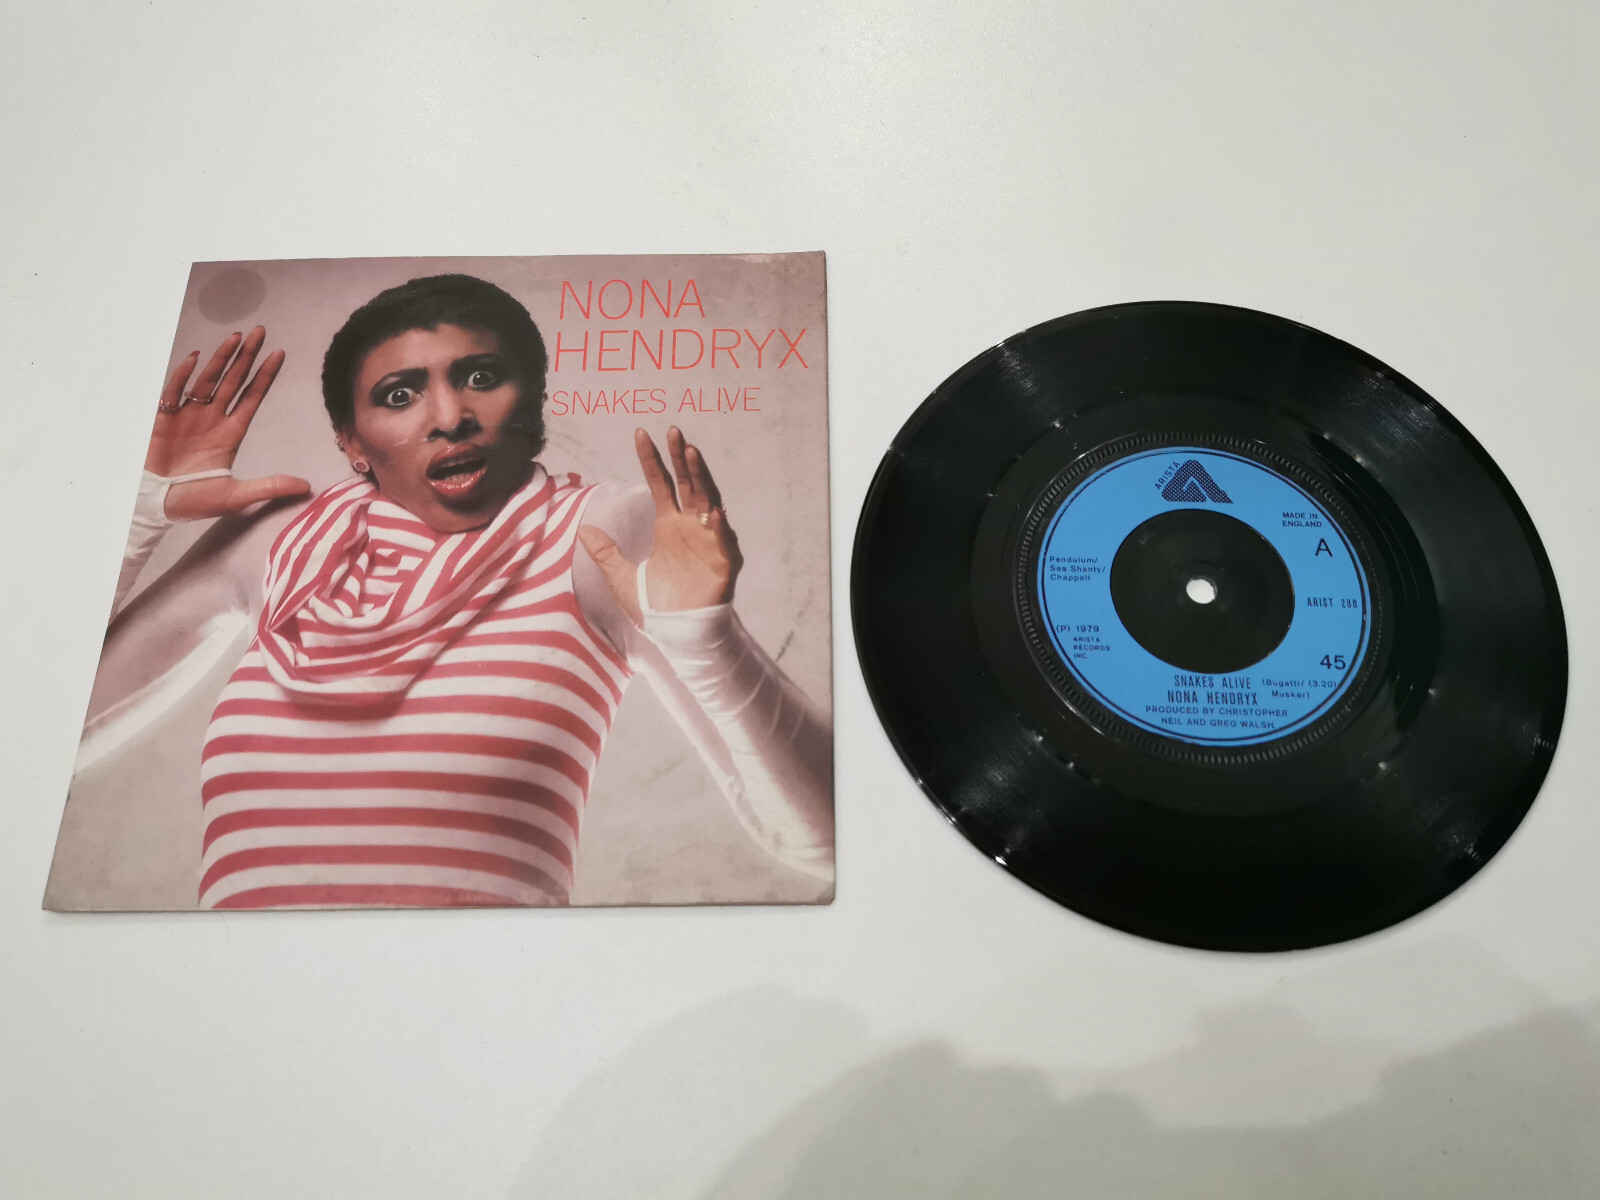 NONA
HENDRYX
SNAKES ALIVE
ARISTA
MADE IN
ENGLAND
A
Pendulum/
Sea Shanty/
Chappell
ARIST 288
(P) 1979
ARISTA
RECORDS
INC.
45
SNAKES ALIVE (Bugatti/ (3.20)
Musker)
NONA HENDRYX
PRODUCED BY CHRISTOPHER
NEIL AND GREG WALSH.